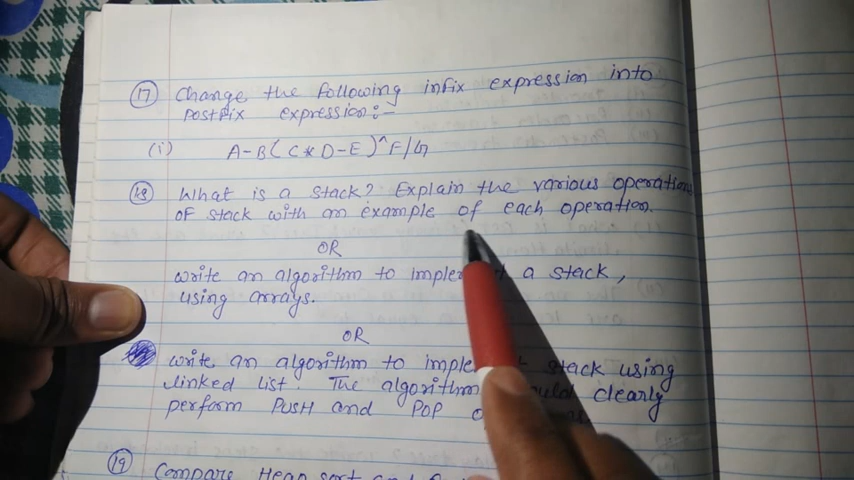 (17) Change the following infix expression into
postfix expression:-
(i) A-B(C*D-E)^F/G
(18) What is a stack? Explain the various operations
of stack with an example of each operation.
OR
write an algorithm to a stack,
using arrays.
OR
write an algorithm to stack using
linked list. The algorithm clearly
perform PUSH and POP
(19) Compare Heap sort and